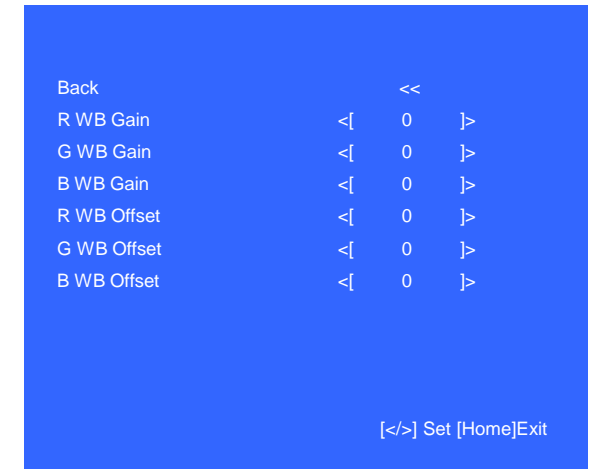 Back <<
R WB Gain <[ 0 ]>
G WB Gain <[ 0 ]>
B WB Gain <[ 0 ]>
R WB Offset <[ 0 ]>
G WB Offset <[ 0 ]>
B WB Offset <[ 0 ]>
[</>] Set [Home]Exit